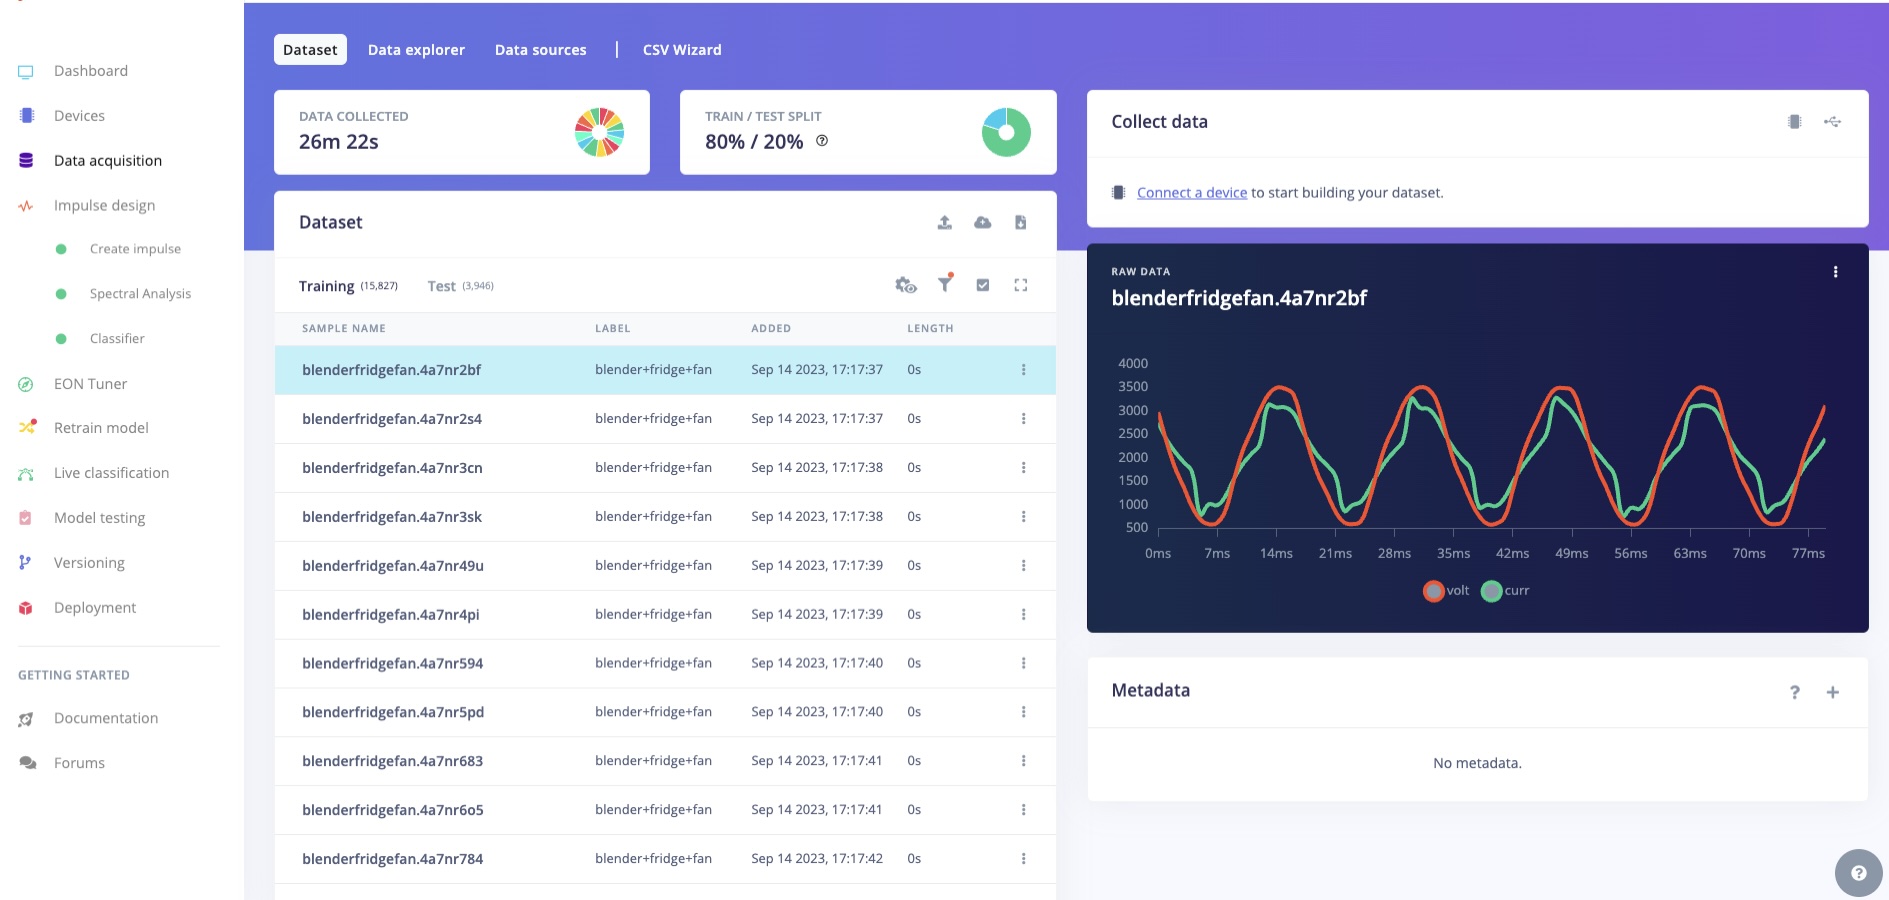 Dashboard
Devices
Data acquisition
Impulse design
Create impulse
Spectral Analysis
Classifier
EON Tuner
Retrain model
Live classification
Model testing
Versioning
Deployment
GETTING STARTED
Documentation
Forums
Dataset Data explorer Data sources | CSV Wizard
DATA COLLECTED
26m 22s
TRAIN / TEST SPLIT
80% / 20% ?
Dataset
Training (15,827) Test (3,946)
SAMPLE NAME LABEL ADDED LENGTH
blenderfridgefan.4a7nr2bf blender+fridge+fan Sep 14 2023, 17:17:37 0s
blenderfridgefan.4a7nr2s4 blender+fridge+fan Sep 14 2023, 17:17:37 0s
blenderfridgefan.4a7nr3cn blender+fridge+fan Sep 14 2023, 17:17:38 0s
blenderfridgefan.4a7nr3sk blender+fridge+fan Sep 14 2023, 17:17:38 0s
blenderfridgefan.4a7nr49u blender+fridge+fan Sep 14 2023, 17:17:39 0s
blenderfridgefan.4a7nr4pi blender+fridge+fan Sep 14 2023, 17:17:39 0s
blenderfridgefan.4a7nr594 blender+fridge+fan Sep 14 2023, 17:17:40 0s
blenderfridgefan.4a7nr5pd blender+fridge+fan Sep 14 2023, 17:17:40 0s
blenderfridgefan.4a7nr683 blender+fridge+fan Sep 14 2023, 17:17:41 0s
blenderfridgefan.4a7nr6o5 blender+fridge+fan Sep 14 2023, 17:17:41 0s
blenderfridgefan.4a7nr784 blender+fridge+fan Sep 14 2023, 17:17:42 0s
Collect data
Connect a device to start building your dataset.
RAW DATA
blenderfridgefan.4a7nr2bf
4000
3500
3000
2500
2000
1500
1000
500
0ms 7ms 14ms 21ms 28ms 35ms 42ms 49ms 56ms 63ms 70ms 77ms
volt curr
Metadata ? +
No metadata.
?